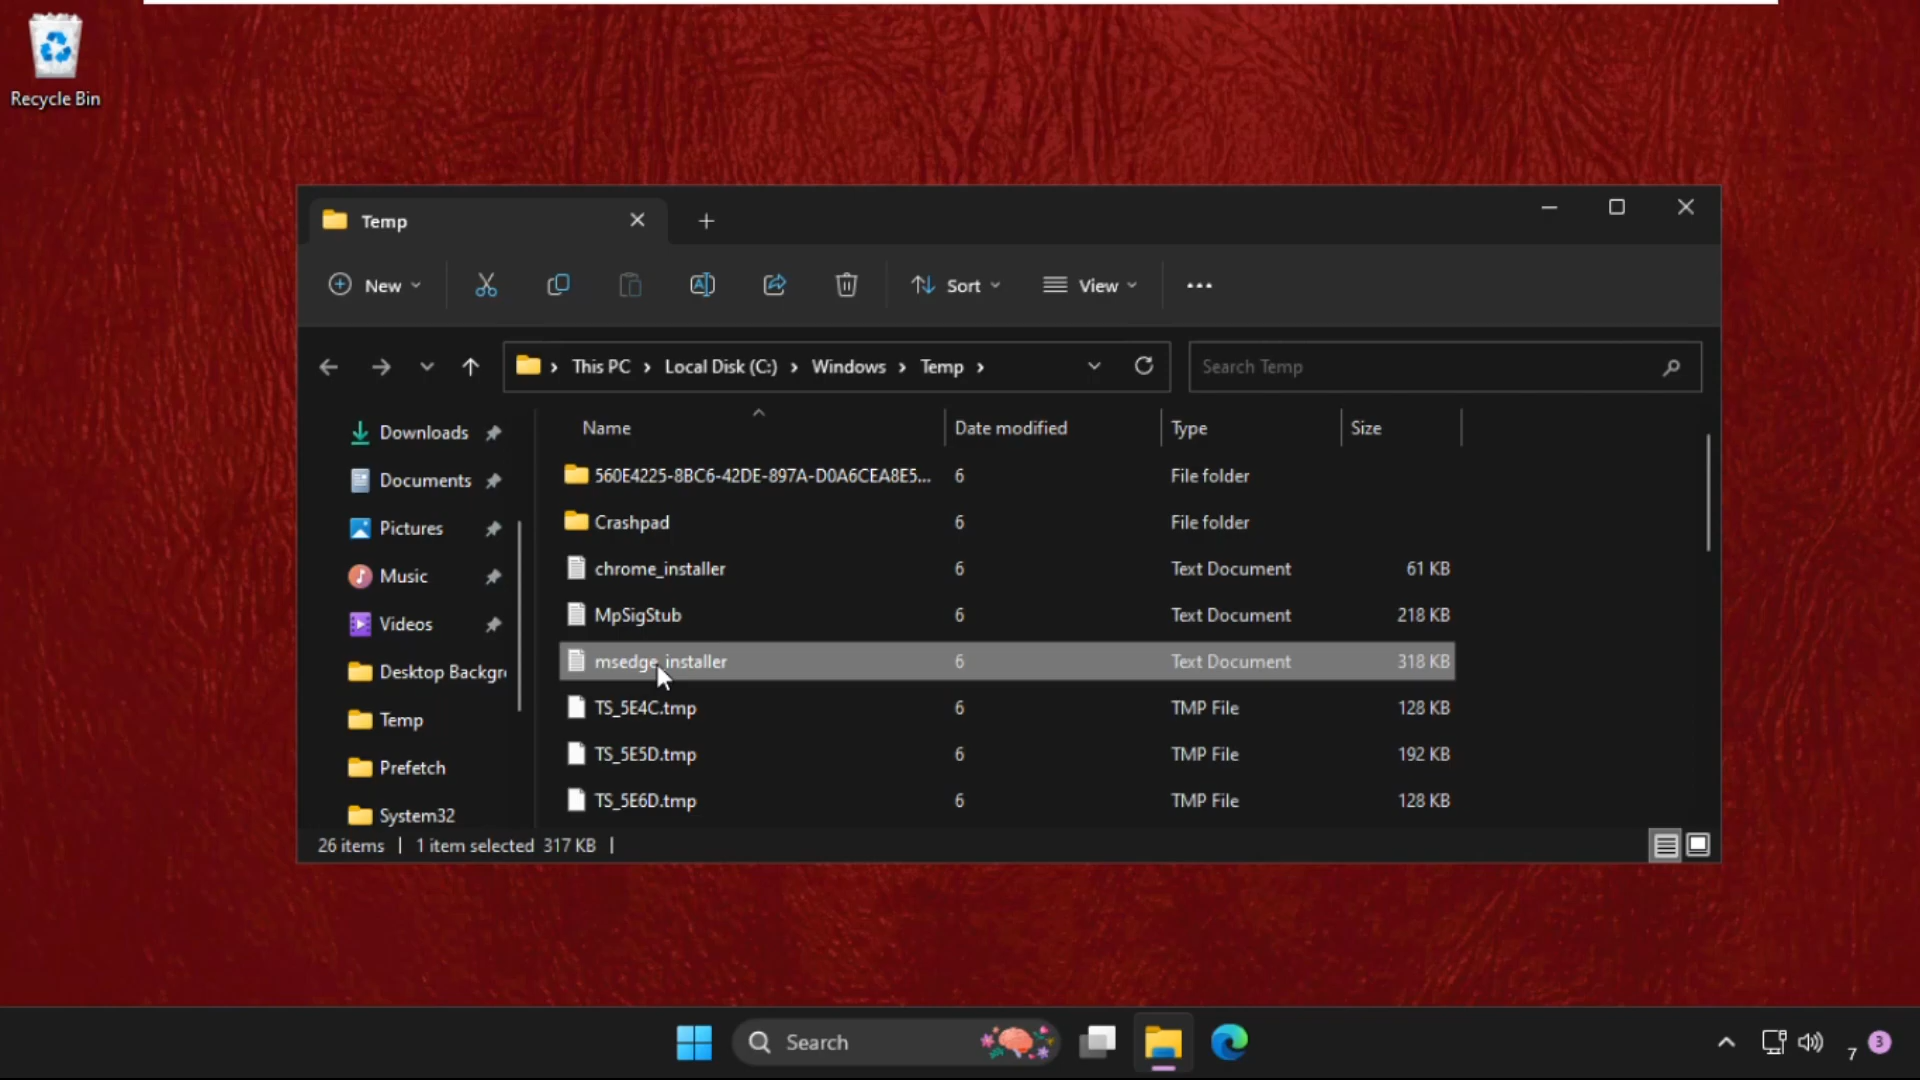 Recycle Bin
Temp
New
Sort
View
This PC
Local Disk (C:)
Windows
Temp
Search Temp
Downloads
Documents
Pictures
Music
Videos
Desktop Backgr
Temp
Prefetch
System32
Name Date modified Type Size
560E4225-8BC6-42DE-897A-D0A6CEA8E5... 6 File folder
Crashpad 6 File folder
chrome_installer 6 Text Document 61 KB
MpSigStub 6 Text Document 218 KB
msedge_installer 6 Text Document 318 KB
TS_5E4C.tmp 6 TMP File 128 KB
TS_5E5D.tmp 6 TMP File 192 KB
TS_5E6D.tmp 6 TMP File 128 KB
26 items | 1 item selected 317 KB |
Search
7
3